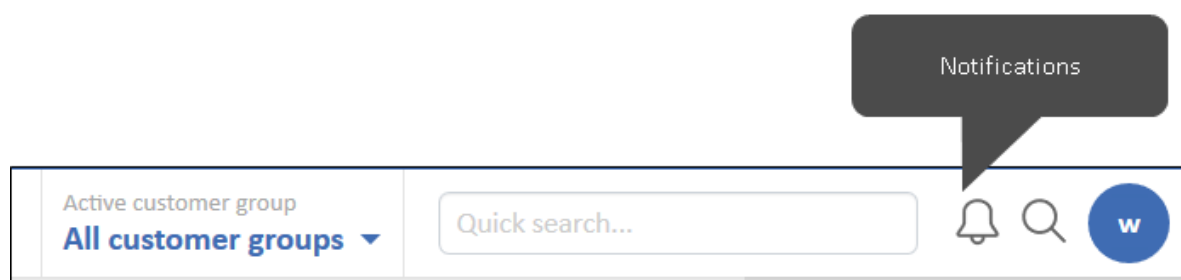 Notifications
Active customer group
All customer groups
Quick search...
w